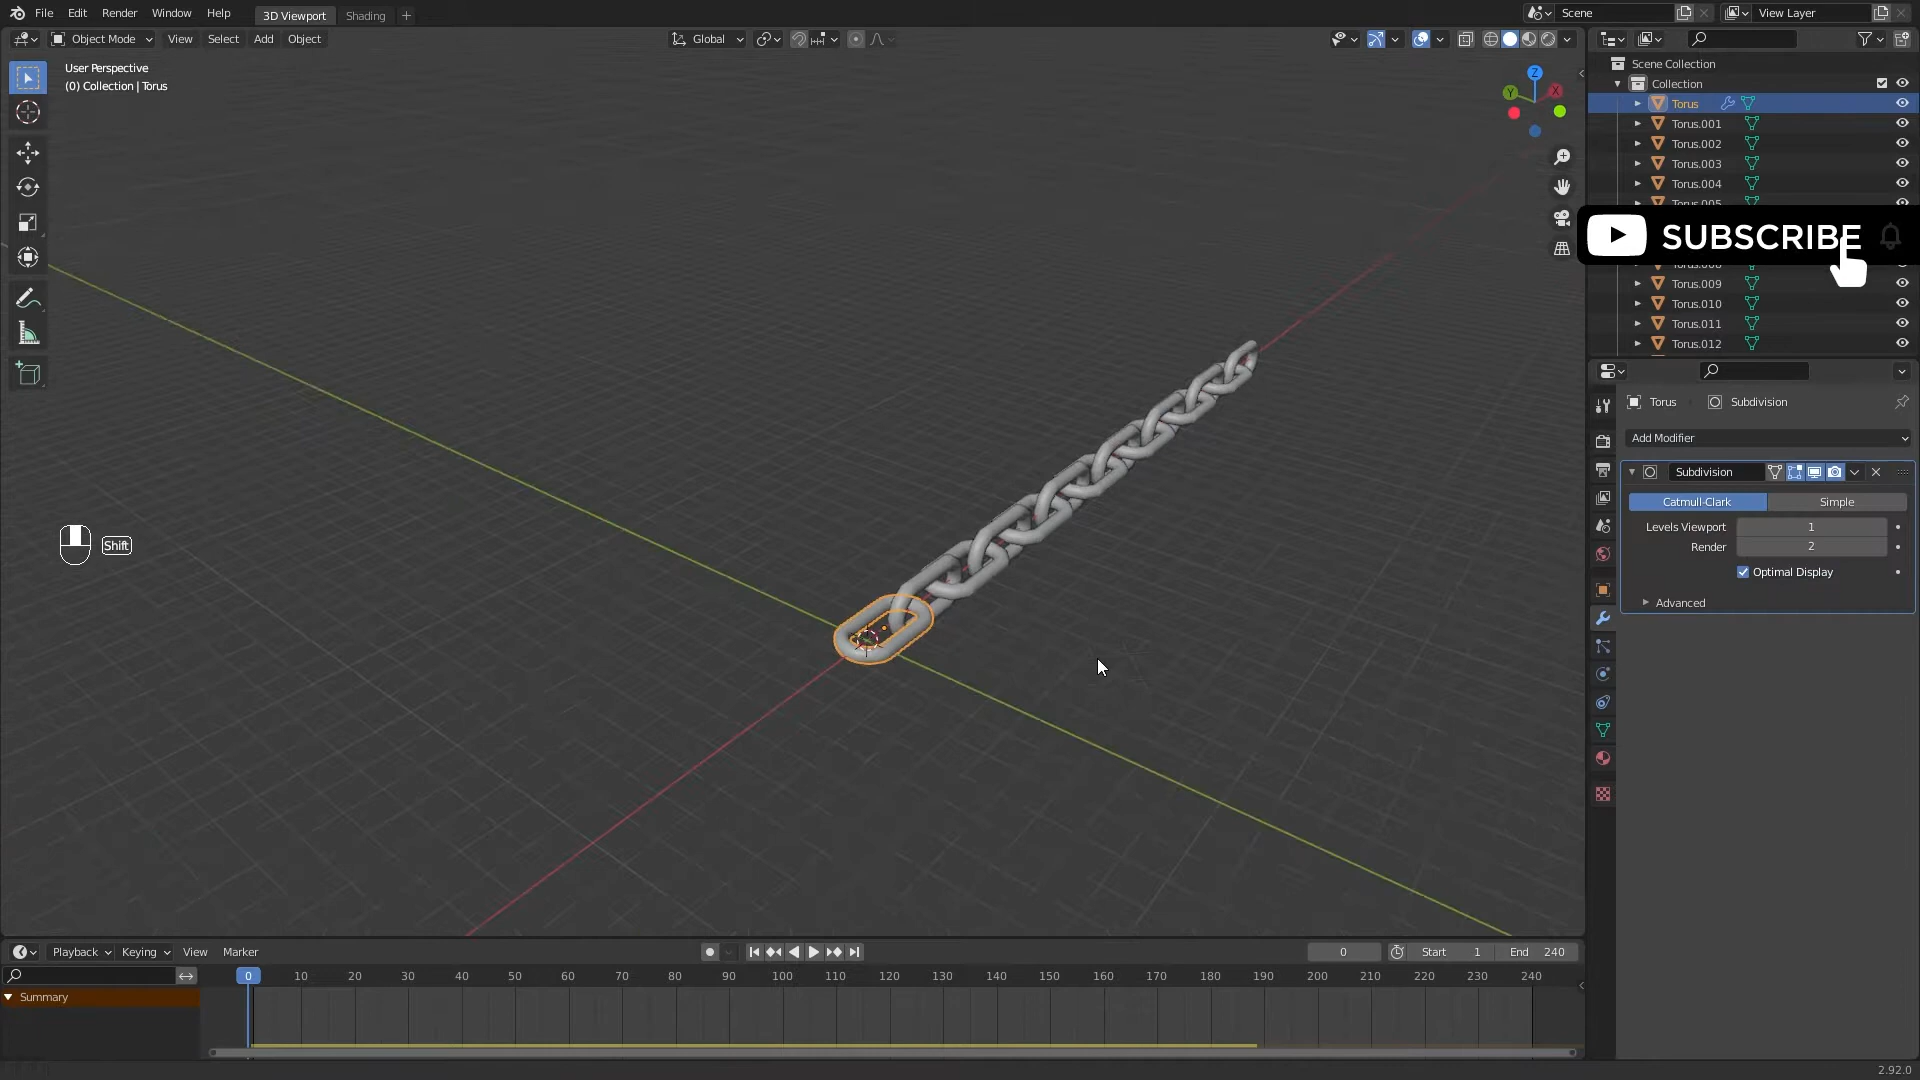 File Edit Render Window Help 3D Viewport Shading + Scene View Layer
Object Mode View Select Add Object Global
User Perspective
(0) Collection | Torus
Z
Y
X
Scene Collection
Collection
Torus
Torus.001
Torus.002
Torus.003
Torus.004
SUBSCRIBE
Torus.009
Torus.010
Torus.011
Torus.012
Torus Subdivision
Add Modifier
Subdivision
Catmull-Clark Simple
Levels Viewport 1
Render 2
Optimal Display
Advanced
Shift
Playback Keying View Marker 0 Start 1 End 240
0 10 20 30 40 50 60 70 80 90 100 110 120 130 140 150 160 170 180 190 200 210 220 230 240
Summary
2.92.0